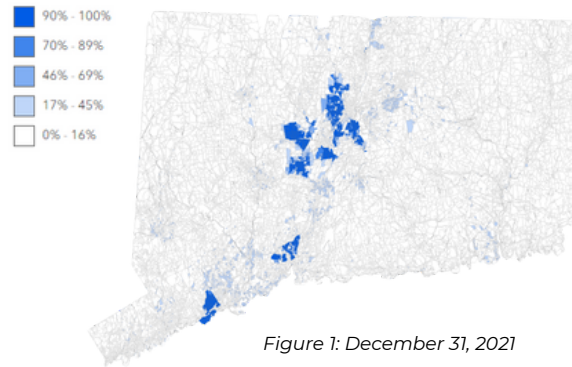 90% - 100%
70% - 89%
46% - 69%
17% - 45%
0% - 16%
Figure 1: December 31, 2021